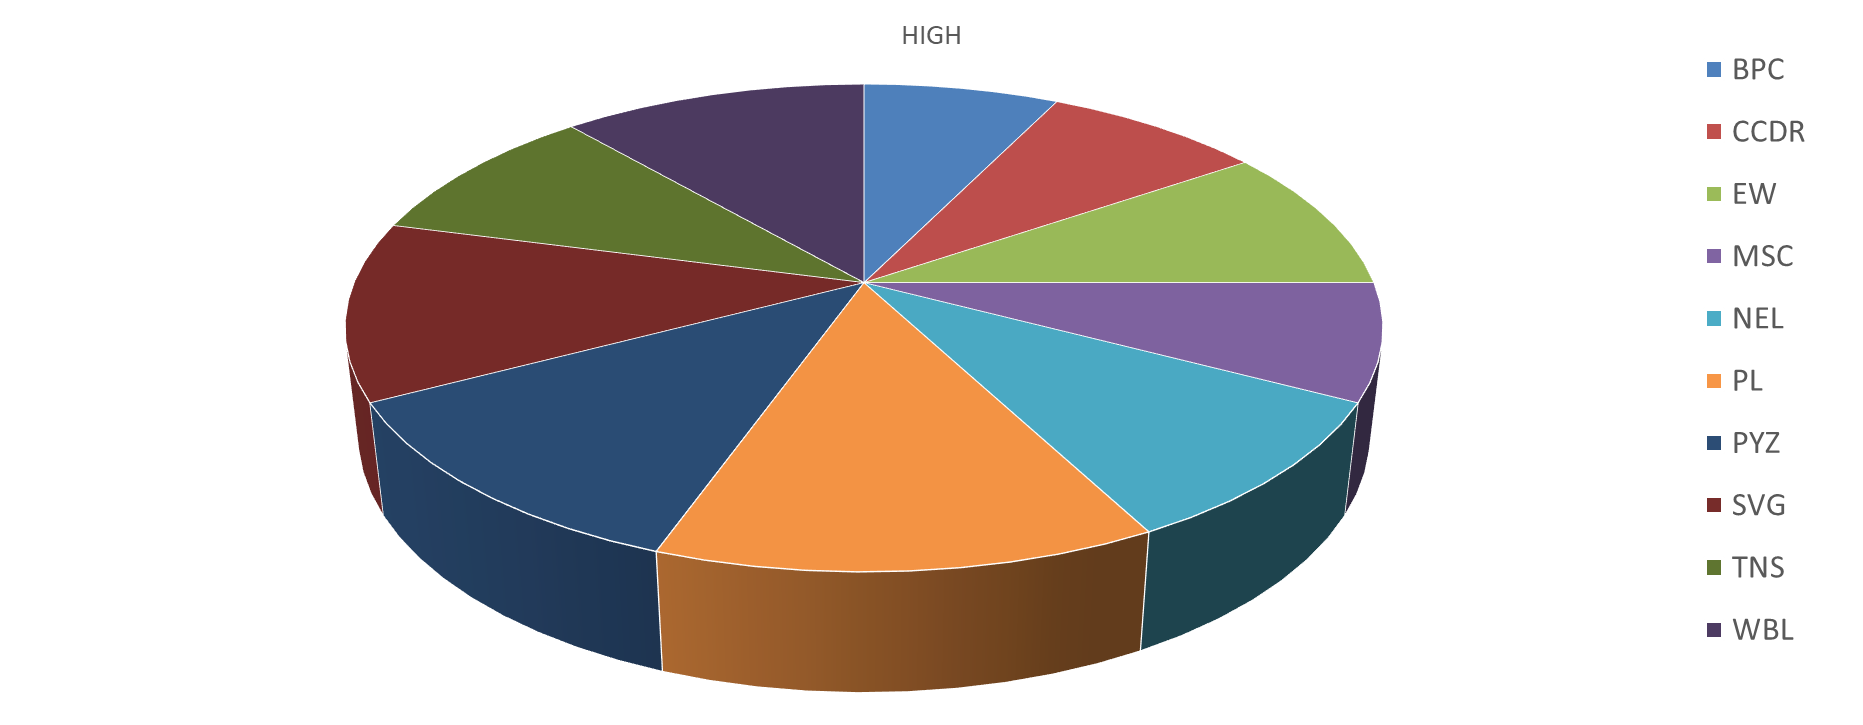 HIGH
BPC
CCDR
EW
MSC
NEL
PL
PYZ
SVG
TNS
WBL